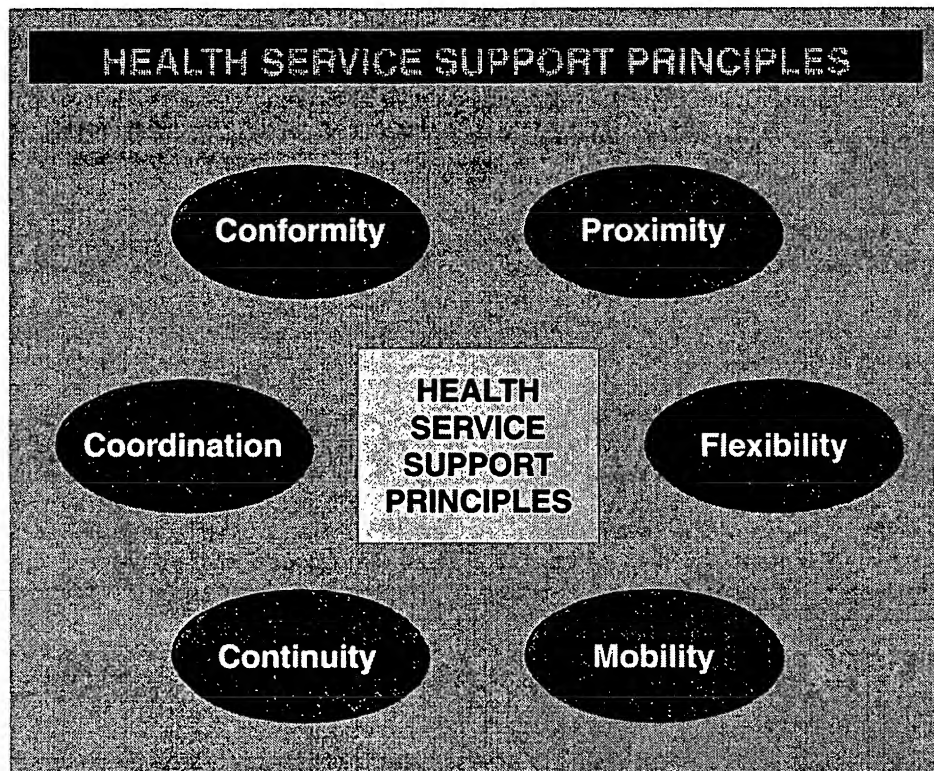 HEALTH SERVICE SUPPORT PRINCIPLES
Conformity
Proximity
HEALTH
SERVICE
SUPPORT
PRINCIPLES
Coordination
Flexibility
Continuity
Mobility